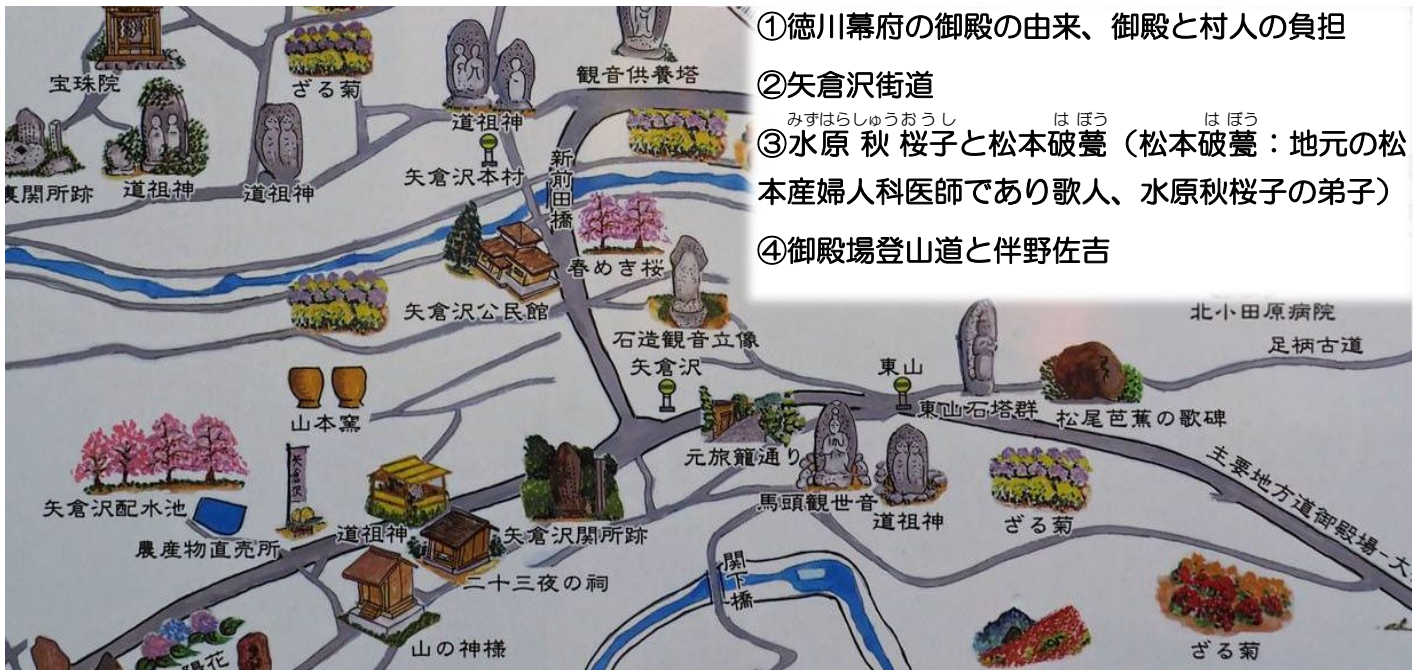 ①徳川幕府の御殿の由来、御殿と村人の負担
②矢倉沢街道
みずはらしゅうおうし はぼう はぼう
③水原 秋 桜子と松本破甍（松本破甍：地元の松
本産婦人科医師であり歌人、水原秋桜子の弟子）
④御殿場登山道と伴野佐吉
宝珠院
ざる菊
道祖神
観音供養塔
裏関所跡
道祖神
道祖神
矢倉沢本村
新前田橋
春めき桜
矢倉沢公民館
石造観音立像
北小田原病院
足柄古道
矢倉沢
東山
東山石塔群
松尾芭蕉の歌碑
山本窯
元旅籠通り
主要地方道御殿場-大
矢倉沢配水池
矢倉沢
農産物直売所
道祖神
矢倉沢関所跡
馬頭観世音
道祖神
ざる菊
二十三夜の祠
関下橋
山の神様
陽花
ざる菊